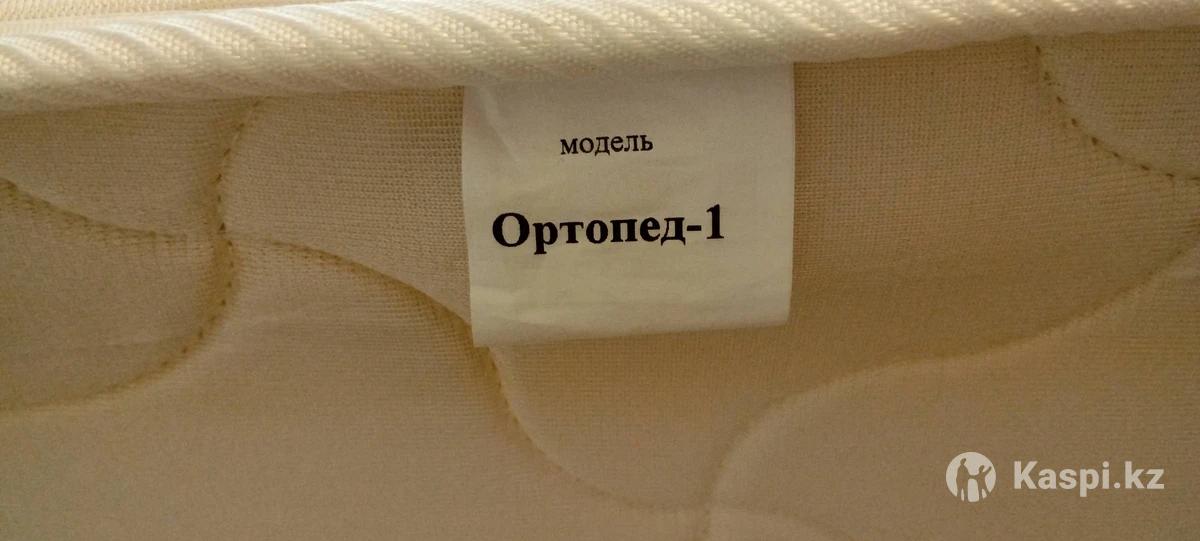 модель
Ортопед-1
Kaspi.kz